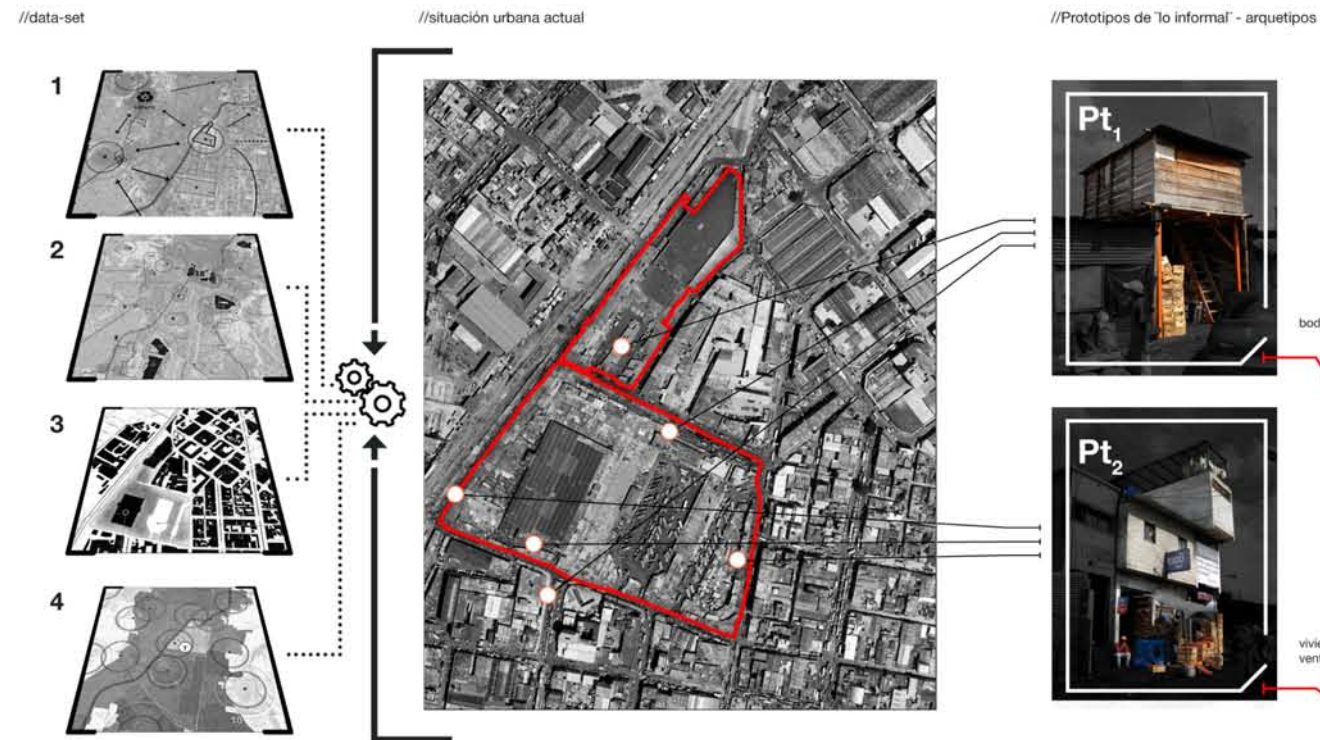 //data-set
//situación urbana actual
//Prototipos de ¨lo informal¨ - arquetipos
1
2
3
4
Pt1
bod
Pt2
vivie
vent